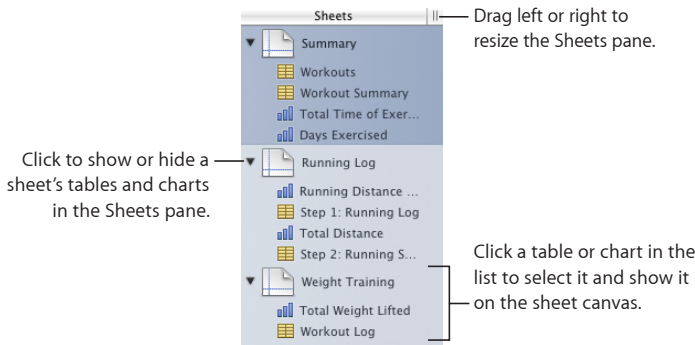 Sheets
Drag left or right to
resize the Sheets pane.
Summary
Workouts
Workout Summary
Total Time of Exer...
Days Exercised
Click to show or hide a
sheet's tables and charts
in the Sheets pane.
Running Log
Running Distance ...
Step 1: Running Log
Total Distance
Step 2: Running S...
Click a table or chart in the
list to select it and show it
on the sheet canvas.
Weight Training
Total Weight Lifted
Workout Log